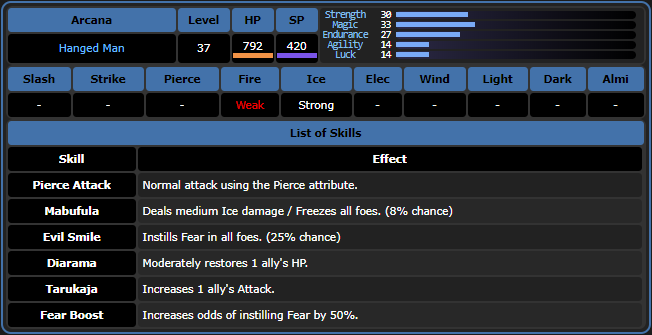 Arcana Level HP SP
Hanged Man 37 792 420
Strength 30
Magic 33
Endurance 27
Agility 14
Luck 14
Slash Strike Pierce Fire Ice Elec Wind Light Dark Almi
- - - Weak Strong - - - - -
List of Skills
Skill Effect
Pierce Attack Normal attack using the Pierce attribute.
Mabufula Deals medium Ice damage / Freezes all foes. (8% chance)
Evil Smile Instills Fear in all foes. (25% chance)
Diarama Moderately restores 1 ally's HP.
Tarukaja Increases 1 ally's Attack.
Fear Boost Increases odds of instilling Fear by 50%.